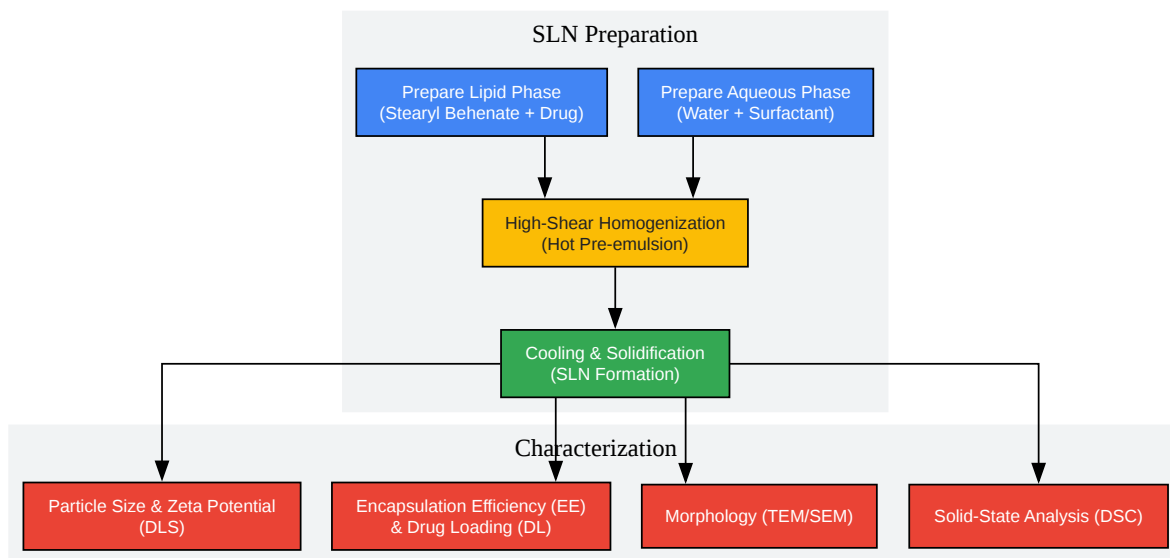 SLN Preparation
Prepare Lipid Phase
(Stearyl Behenate + Drug)
Prepare Aqueous Phase
(Water + Surfactant)
High-Shear Homogenization
(Hot Pre-emulsion)
Cooling & Solidification
(SLN Formation)
Characterization
Particle Size & Zeta Potential
(DLS)
Encapsulation Efficiency (EE)
& Drug Loading (DL)
Morphology (TEM/SEM)
Solid-State Analysis (DSC)